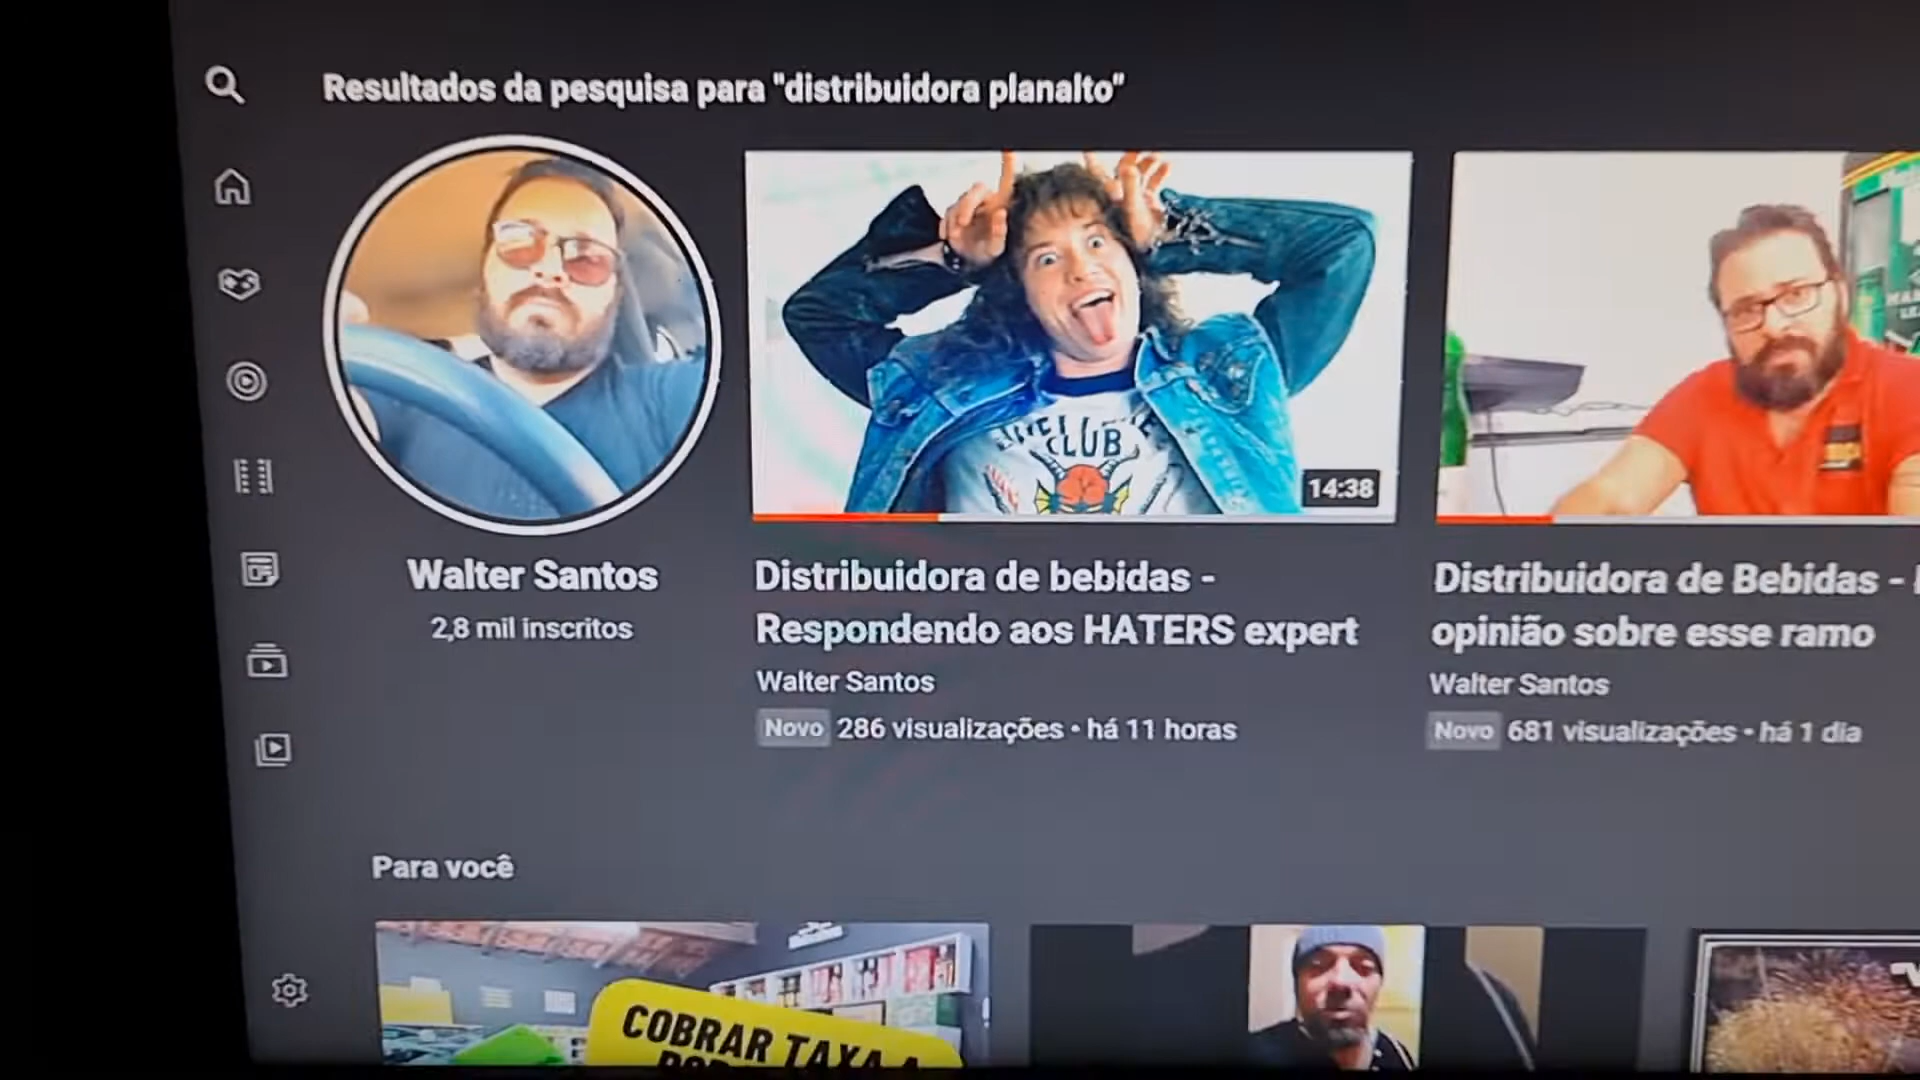 Resultados da pesquisa para "distribuidora planalto"
CLUB
14:38
Walter Santos
2,8 mil inscritos
Distribuidora de bebidas -
Respondendo aos HATERS expert
Walter Santos
Novo 286 visualizações • há 11 horas
Distribuidora de Bebidas -
opinião sobre esse ramo
Walter Santos
Novo 681 visualizações • há 1 dia
Para você
COBRAR TAXA A